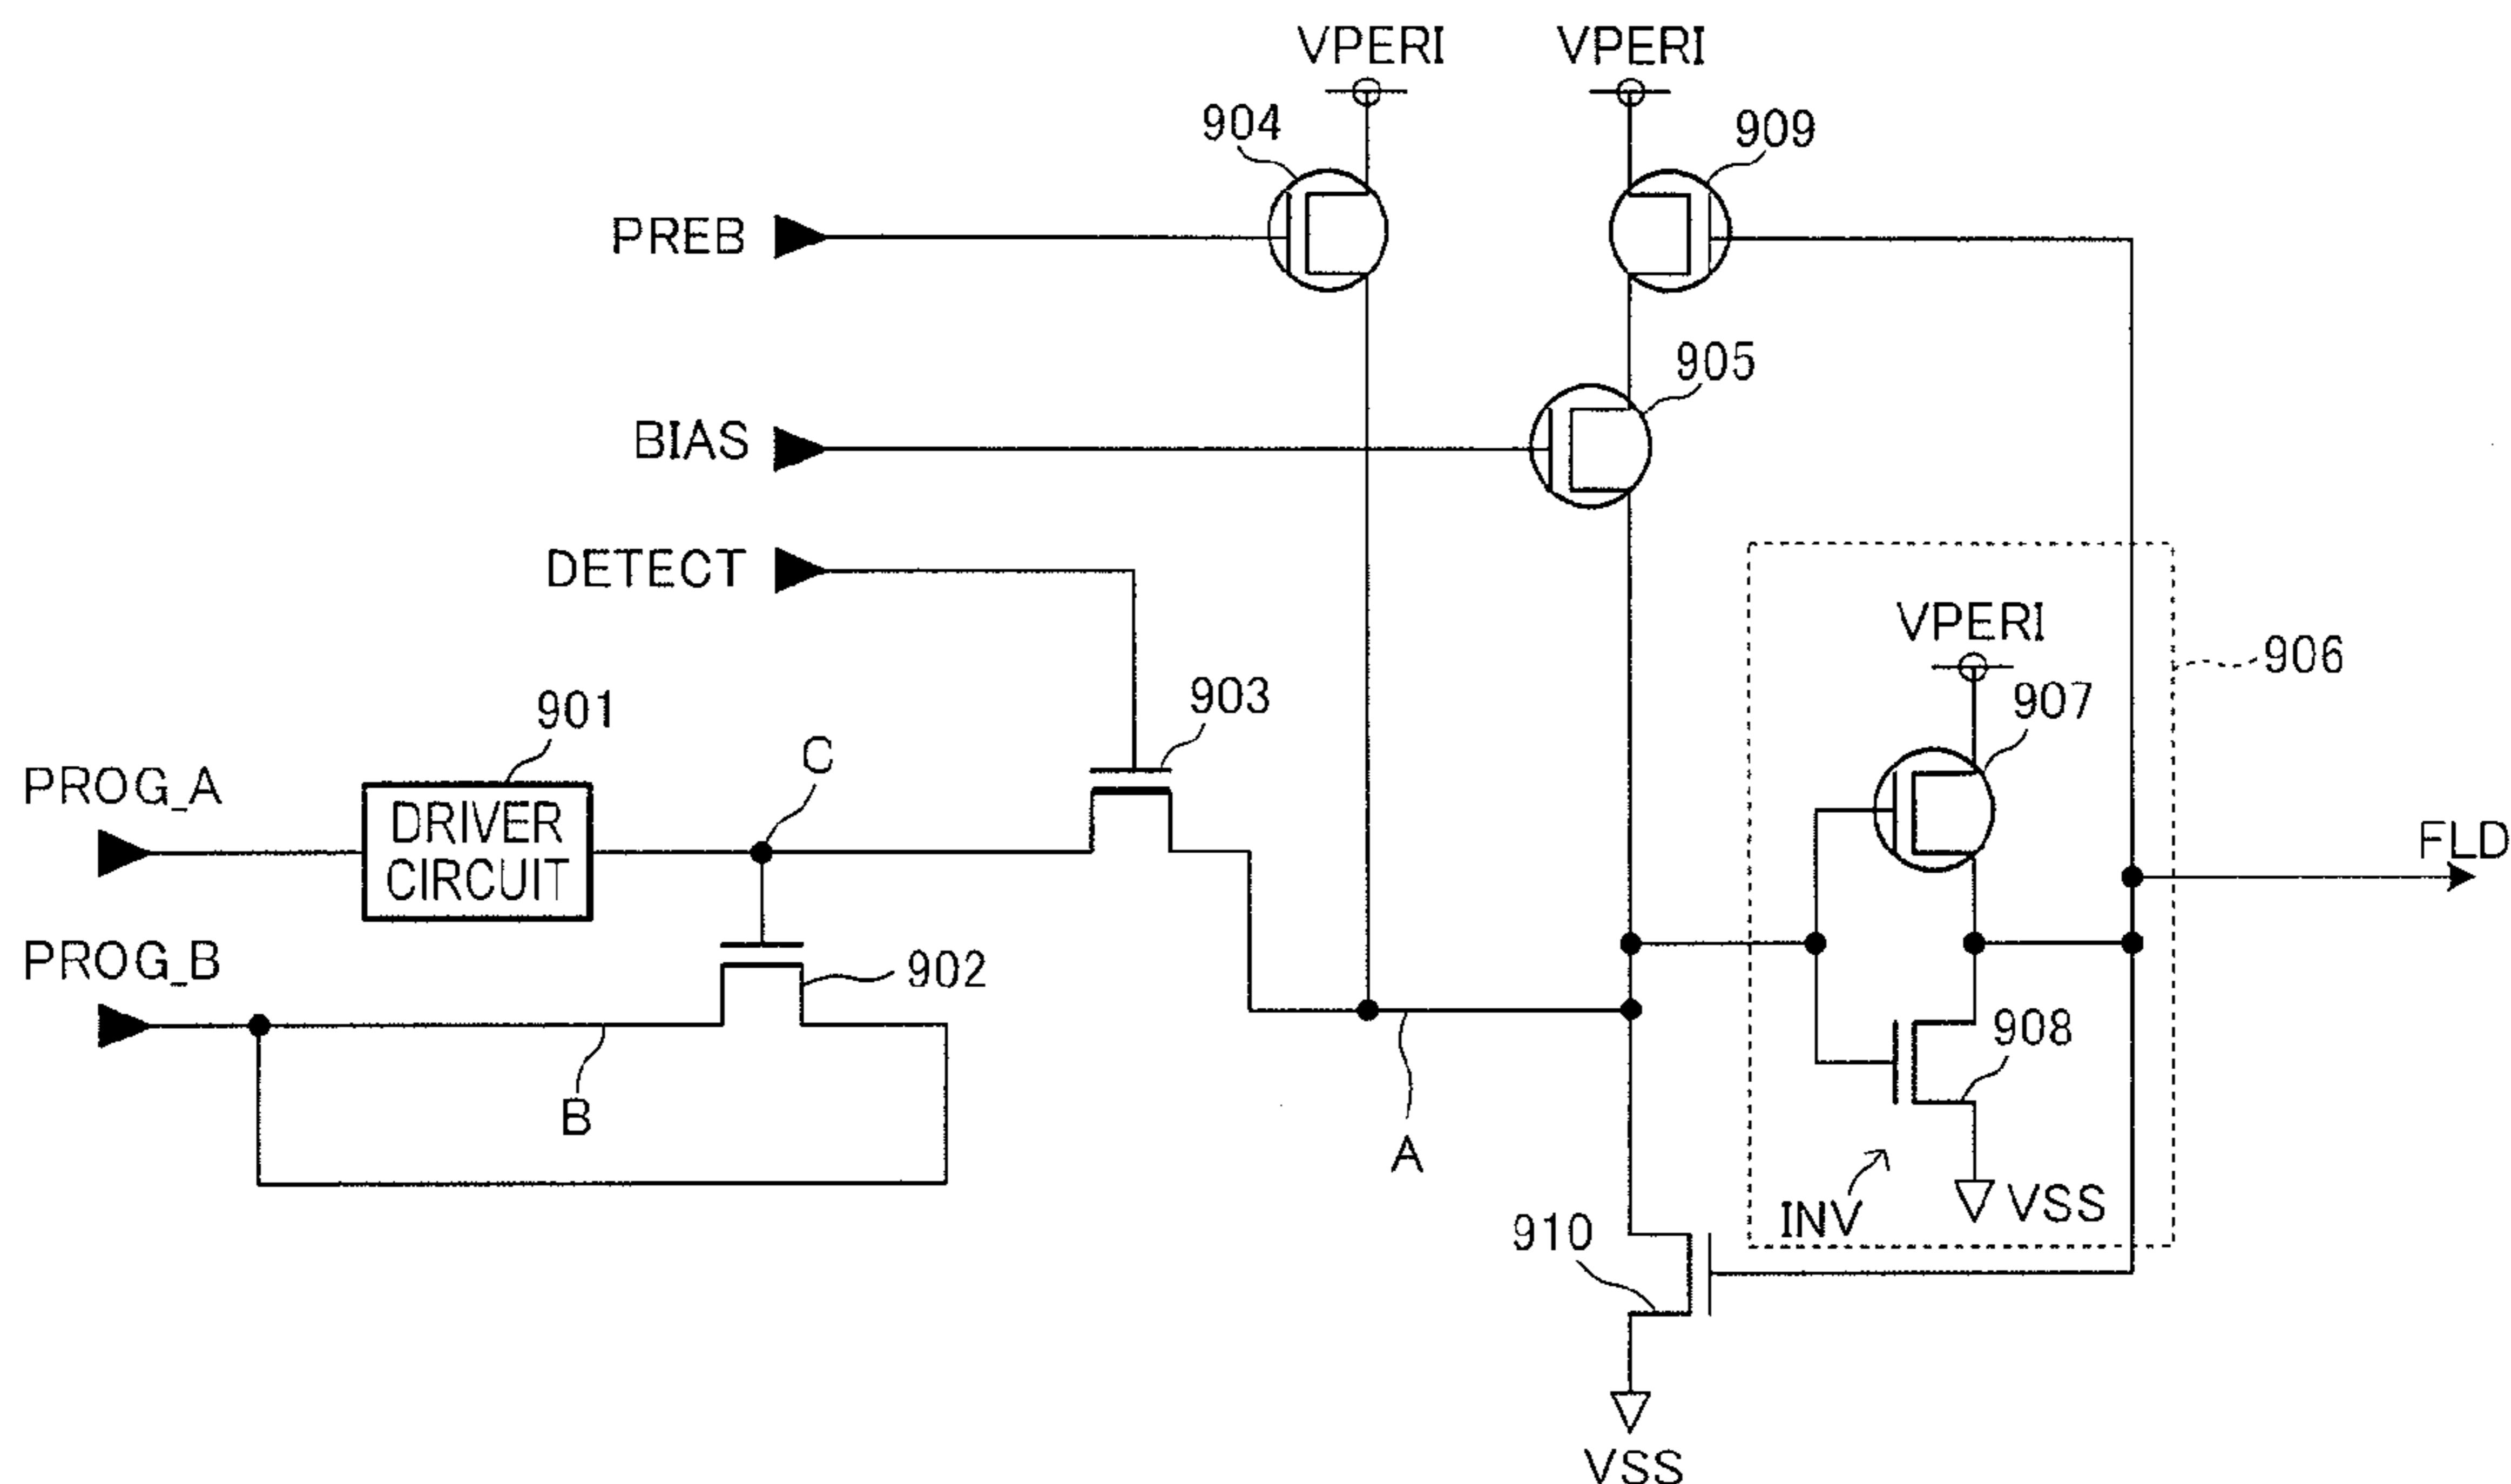 VPERI
VPERI
904
909
PREB
905
BIAS
DETECT
VPERI
906
903
907
901
C
PROG_A
DRIVER
CIRCUIT
FLD
PROG_B
902
908
B
A
INV
VSS
910
VSS